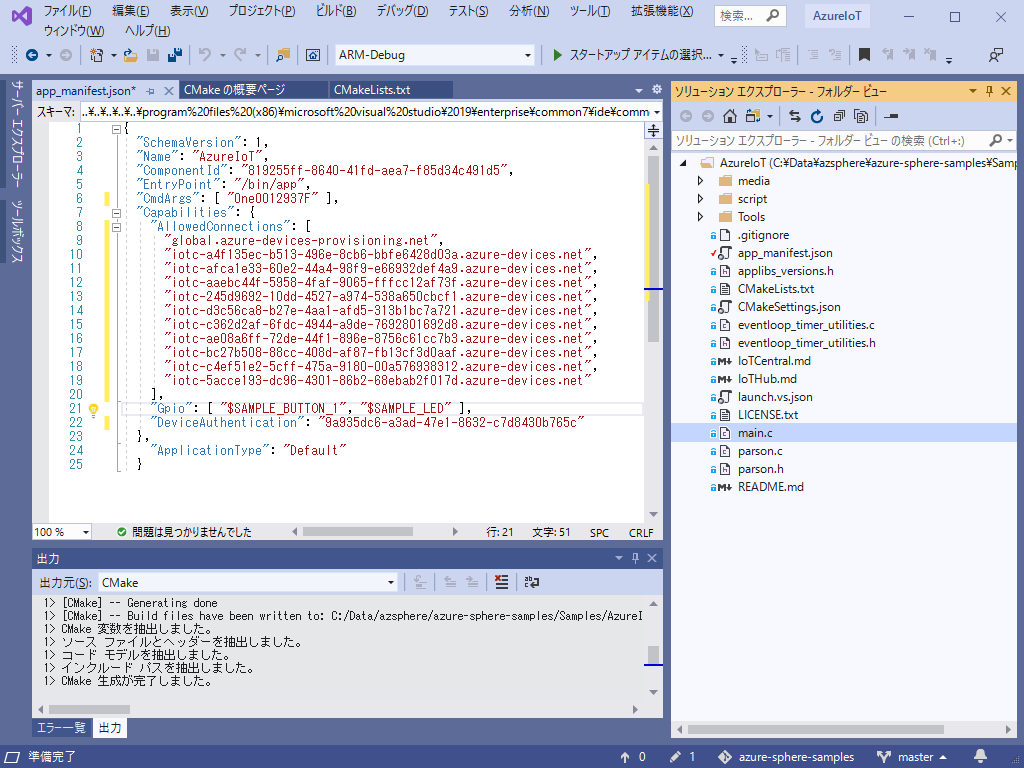 ファイル(F) 編集(E) 表示(V) プロジェクト(P) ビルド(B) デバッグ(D) テスト(S) 分析(N) ツール(T) 拡張機能(X) 検索... AzureIoT
ウィンドウ(W) ヘルプ(H)
ARM-Debug スタートアップ アイテムの選択...
サーバー エクスプローラー
ツールボックス
app_manifest.json* CMake の概要ページ CMakeLists.txt
スキーマ: ..¥..¥..¥..¥..¥program%20files%20(x86)¥microsoft%20visual%20studio¥2019¥enterprise¥common7¥ide¥comm
1 {
2 "SchemaVersion": 1,
3 "Name": "AzureIoT",
4 "ComponentId": "819255ff-8640-41fd-aea7-f85d34c491d5",
5 "EntryPoint": "/bin/app",
6 "CmdArgs": [ "0ne0012937F" ],
7 "Capabilities": {
8 "AllowedConnections": [
9 "global.azure-devices-provisioning.net",
10 "iotc-a4f135ec-b513-496e-8cb6-bbfe6428d03a.azure-devices.net",
11 "iotc-afca1e33-60e2-44a4-98f9-e66932def4a9.azure-devices.net",
12 "iotc-aaebc44f-5958-4faf-9065-fffcc12af73f.azure-devices.net",
13 "iotc-245d9692-10dd-4527-a974-538a650cbcf1.azure-devices.net",
14 "iotc-d3c56ca8-b27e-4aa1-afd5-313b1bc7a721.azure-devices.net",
15 "iotc-c362d2af-6fdc-4944-a9de-7692801692d8.azure-devices.net",
16 "iotc-ae08a6ff-72de-44f1-896e-8756c61cc7b3.azure-devices.net",
17 "iotc-bc27b508-88cc-408d-af87-fb13cf3d0aaf.azure-devices.net",
18 "iotc-c4ef51e2-5cff-475a-9180-00a576938312.azure-devices.net",
19 "iotc-5acce193-dc96-4301-86b2-68ebab2f017d.azure-devices.net"
20 ],
21 "Gpio": [ "$SAMPLE_BUTTON_1", "$SAMPLE_LED" ],
22 "DeviceAuthentication": "9a935dc6-a3ad-47e1-8632-c7d8430b765c"
23 },
24 "ApplicationType": "Default"
25 }
100 % 問題は見つかりませんでした 行: 21 文字: 51 SPC CRLF
出力
出力元(S): CMake
1> [CMake] -- Generating done
1> [CMake] -- Build files have been written to: C:/Data/azsphere/azure-sphere-samples/Samples/AzureI
1> CMake 変数を抽出しました。
1> ソース ファイルとヘッダーを抽出しました。
1> コード モデルを抽出しました。
1> インクルード パスを抽出しました。
1> CMake 生成が完了しました。
エラー一覧 出力
ソリューション エクスプローラー - フォルダー ビュー
ソリューション エクスプローラー - フォルダー ビュー の検索 (Ctrl+:)
AzureIoT (C:¥Data¥azsphere¥azure-sphere-samples¥Samp
media
script
Tools
.gitignore
app_manifest.json
applibs_versions.h
CMakeLists.txt
CMakeSettings.json
eventloop_timer_utilities.c
eventloop_timer_utilities.h
IoTCentral.md
IoTHub.md
launch.vs.json
LICENSE.txt
main.c
parson.c
parson.h
README.md
準備完了 0 1 azure-sphere-samples master